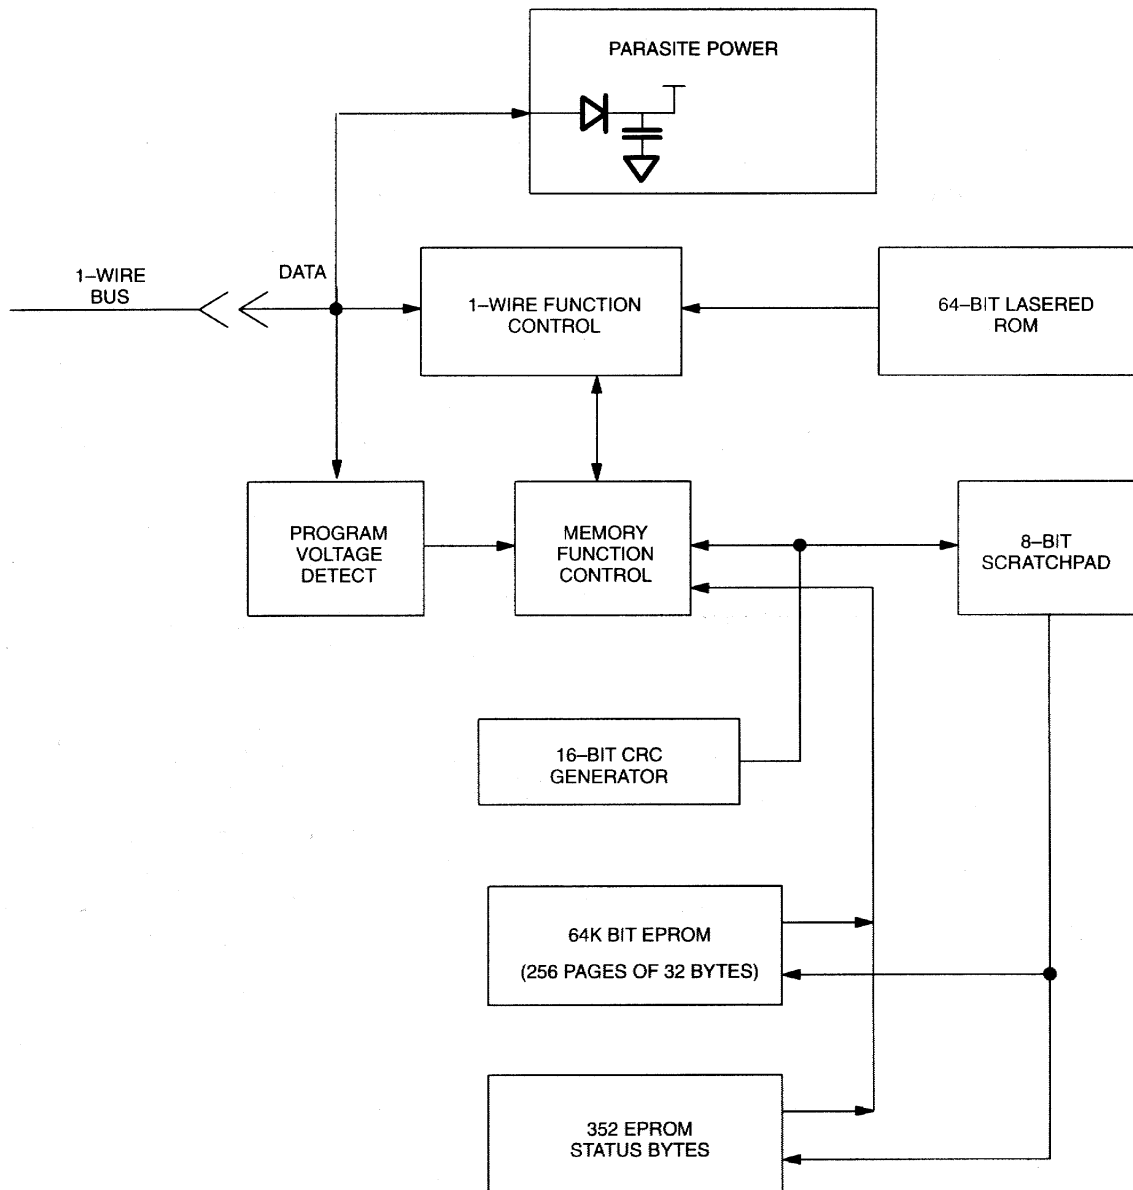 PARASITE POWER
1–WIRE
BUS
DATA
1–WIRE FUNCTION
CONTROL
64–BIT LASERED
ROM
PROGRAM
VOLTAGE
DETECT
MEMORY
FUNCTION
CONTROL
8–BIT
SCRATCHPAD
16–BIT CRC
GENERATOR
64K BIT EPROM
(256 PAGES OF 32 BYTES)
352 EPROM
STATUS BYTES